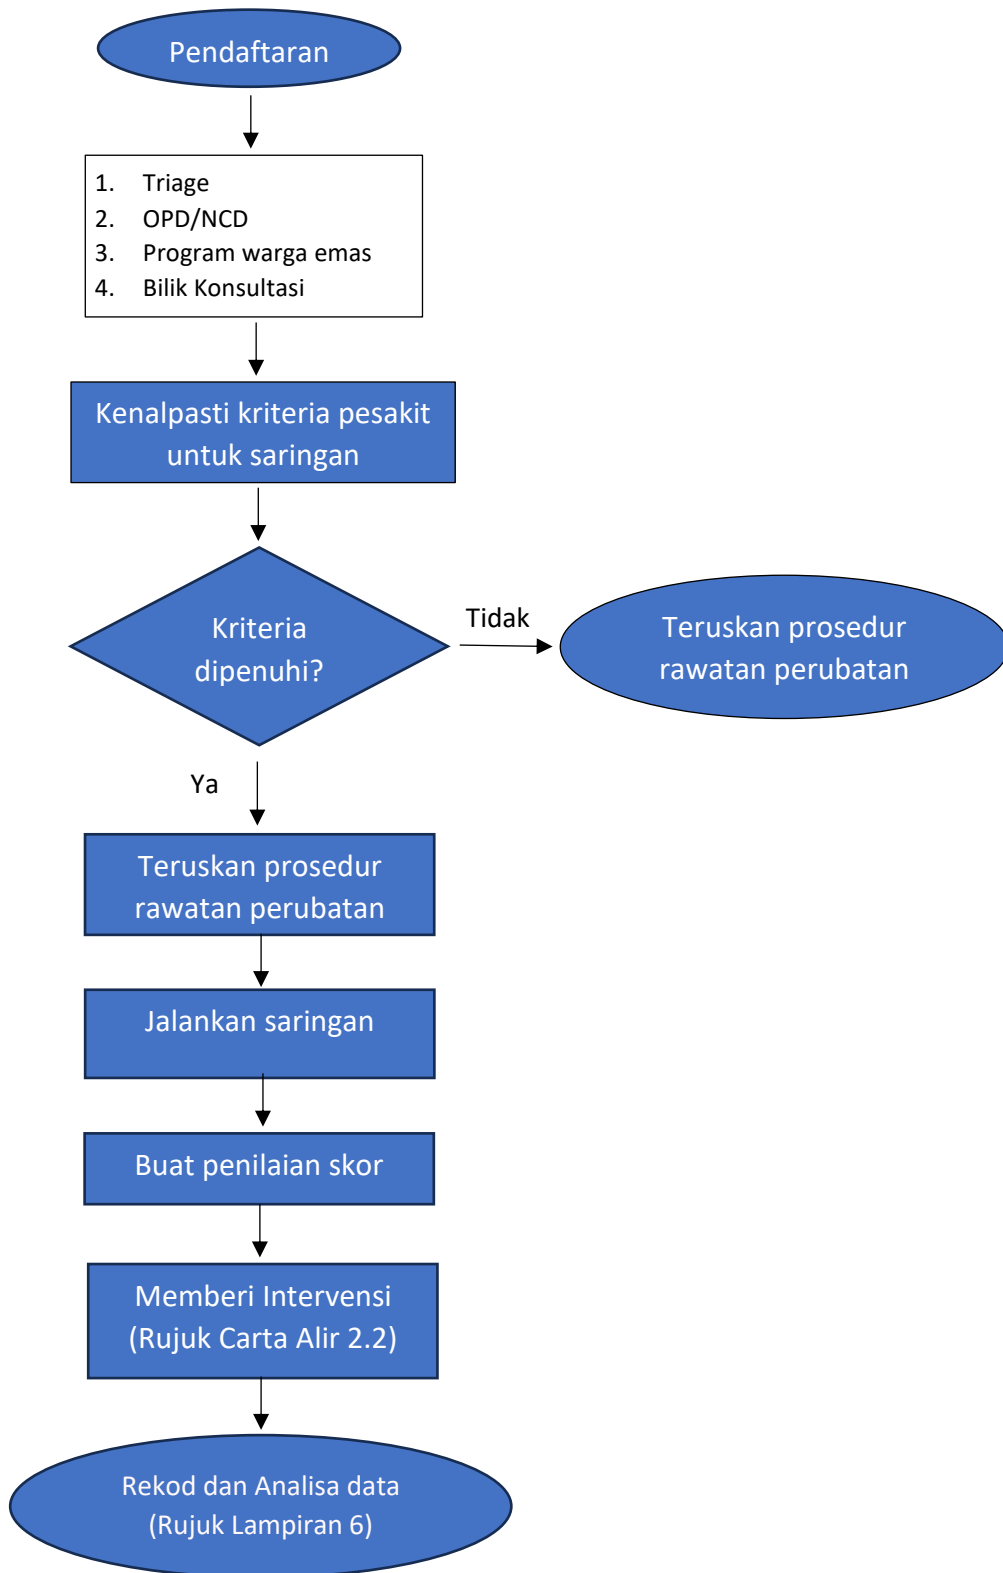 Pendaftaran
1. Triage
2. OPD/NCD
3. Program warga emas
4. Bilik Konsultasi
Kenalpasti kriteria pesakit
untuk saringan
Kriteria
dipenuhi?
Tidak
Teruskan prosedur
rawatan perubatan
Ya
Teruskan prosedur
rawatan perubatan
Jalankan saringan
Buat penilaian skor
Memberi Intervensi
(Rujuk Carta Alir 2.2)
Rekod dan Analisa data
(Rujuk Lampiran 6)